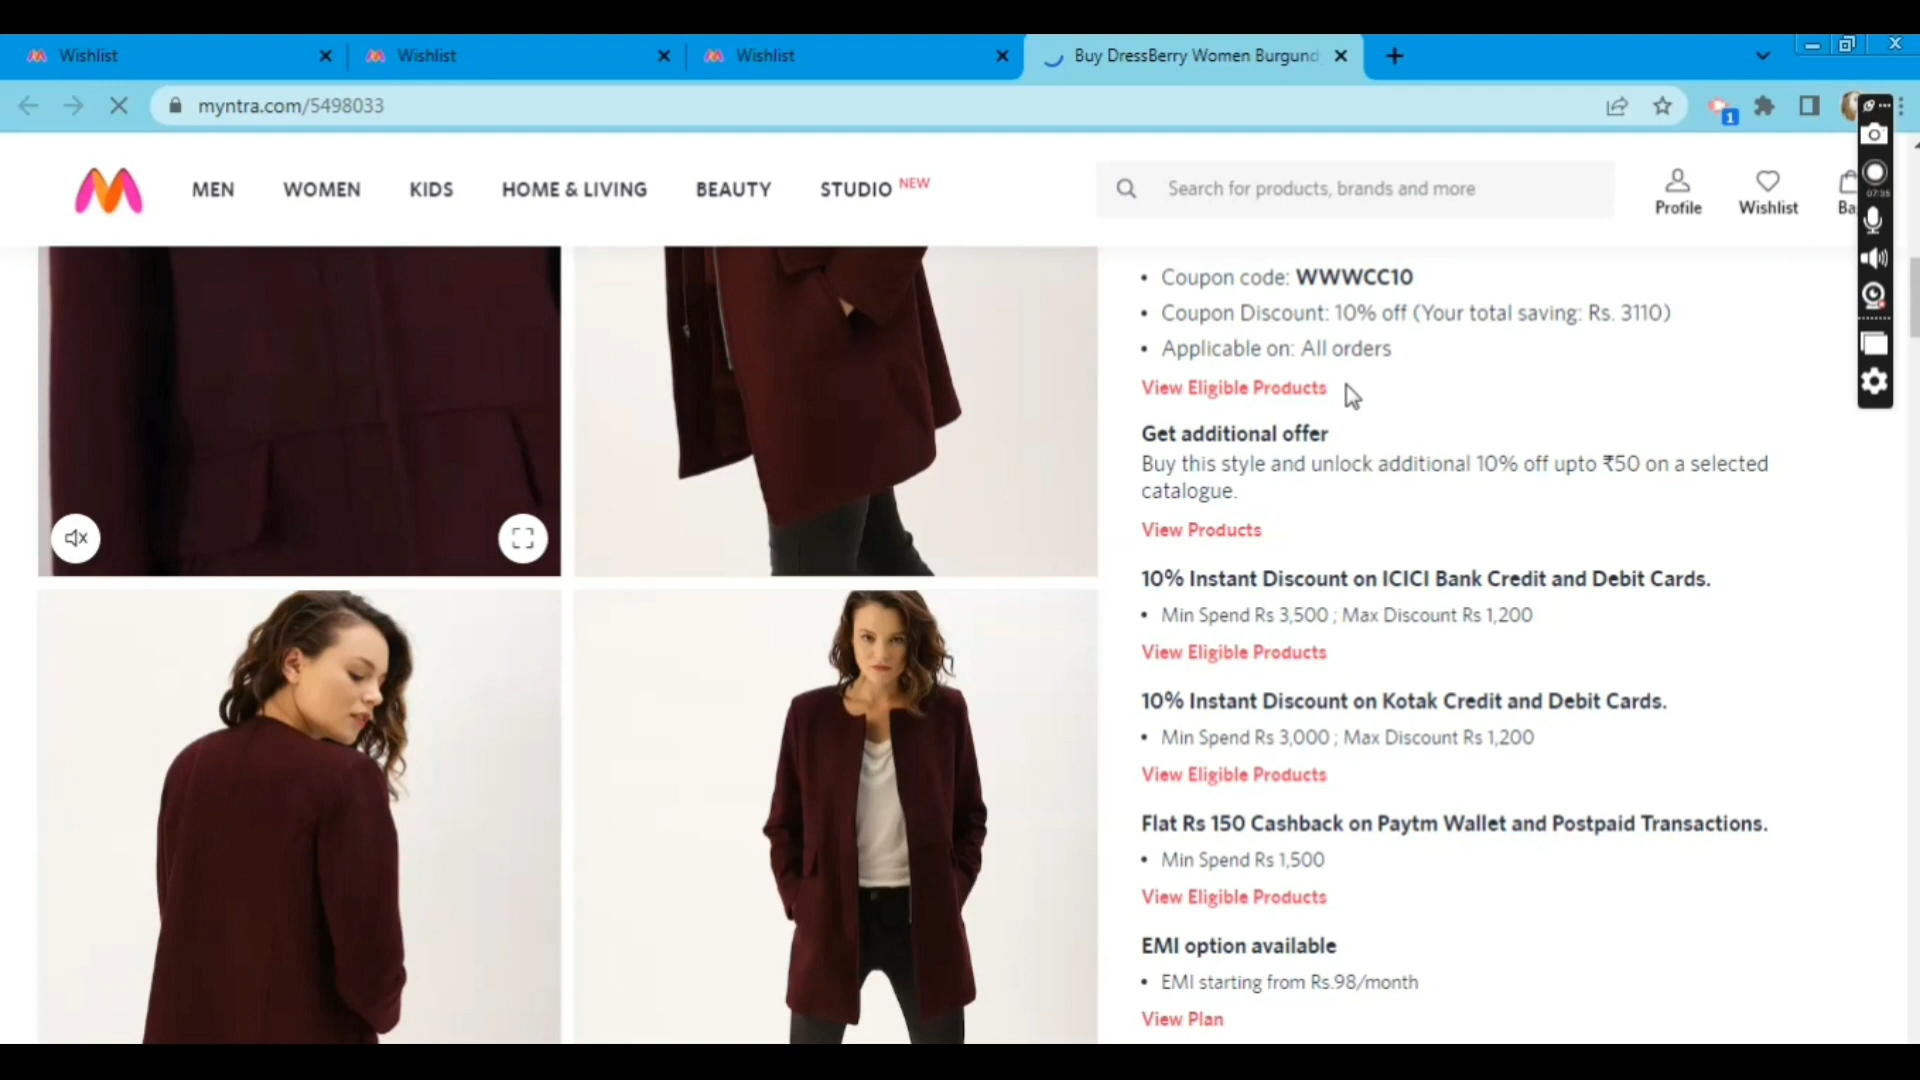 Wishlist
Wishlist
Wishlist
Buy DressBerry Women Burgund
myntra.com/5498033
1
MEN
WOMEN
KIDS
HOME & LIVING
BEAUTY
STUDIO NEW
Search for products, brands and more
Profile
Wishlist
Ba
07:35
• Coupon code: WWWCC10
• Coupon Discount: 10% off (Your total saving: Rs. 3110)
• Applicable on: All orders
View Eligible Products
Get additional offer
Buy this style and unlock additional 10% off upto ₹50 on a selected
catalogue.
View Products
10% Instant Discount on ICICI Bank Credit and Debit Cards.
• Min Spend Rs 3,500 ; Max Discount Rs 1,200
View Eligible Products
10% Instant Discount on Kotak Credit and Debit Cards.
• Min Spend Rs 3,000 ; Max Discount Rs 1,200
View Eligible Products
Flat Rs 150 Cashback on Paytm Wallet and Postpaid Transactions.
• Min Spend Rs 1,500
View Eligible Products
EMI option available
• EMI starting from Rs.98/month
View Plan